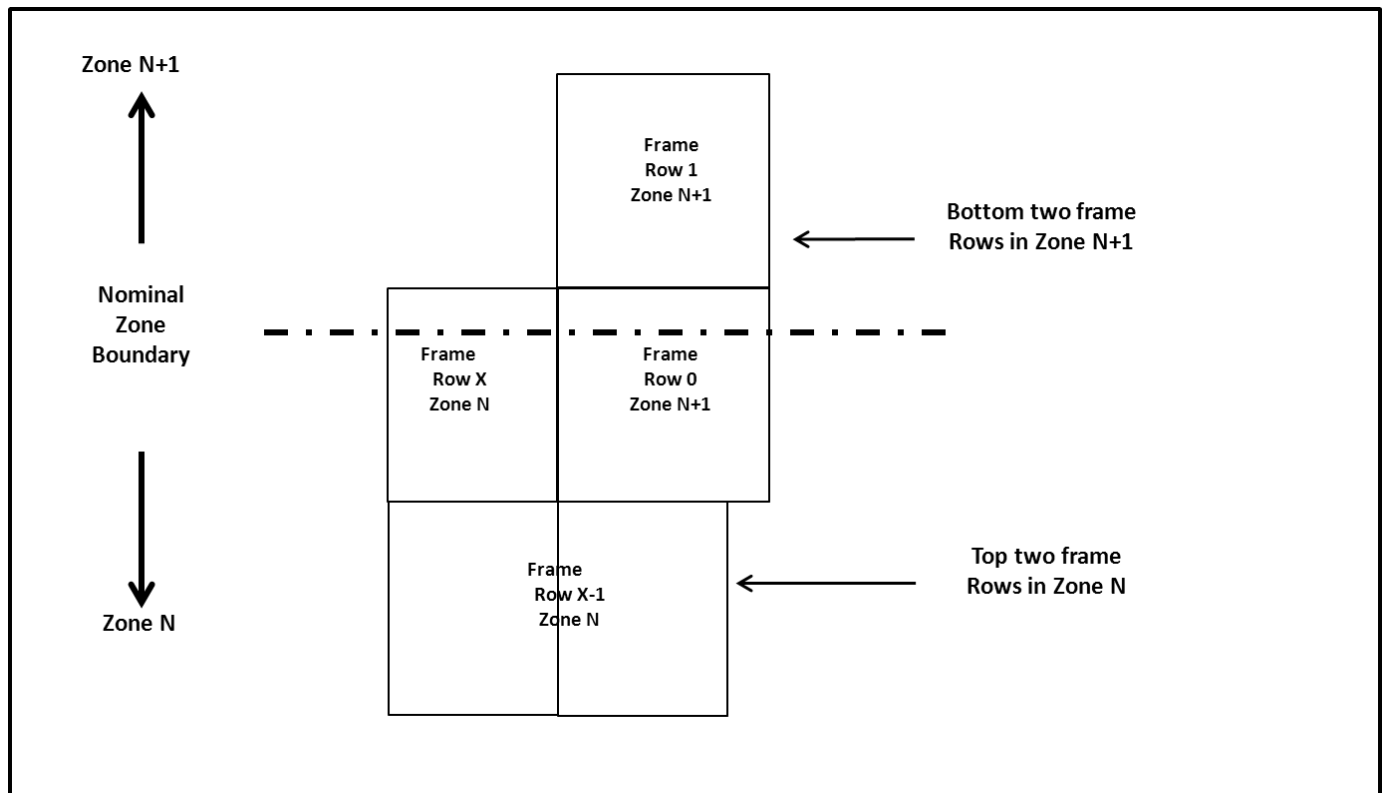 Zone N+1
Frame
Row 1
Zone N+1
Bottom two frame
Rows in Zone N+1
Nominal
Zone
Boundary
Frame
Row X
Zone N
Frame
Row 0
Zone N+1
Frame
Row X-1
Zone N
Top two frame
Rows in Zone N
Zone N